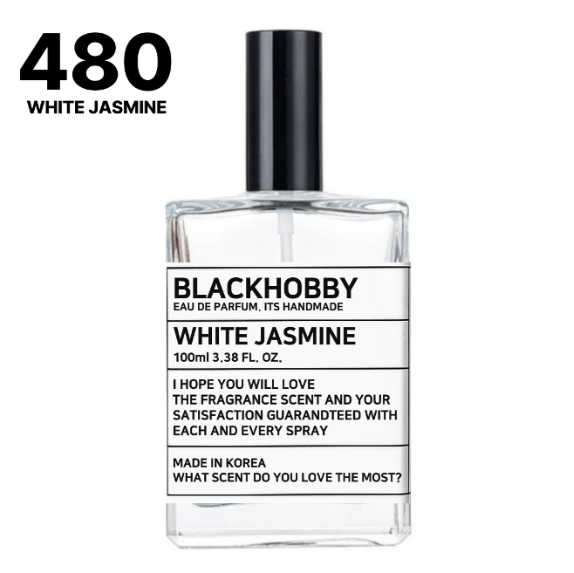 480
WHITE JASMINE
BLACKHOBBY
EAU DE PARFUM, ITS HANDMADE
WHITE JASMINE
100ml 3.38 FL. OZ.
I HOPE YOU WILL LOVE
THE FRAGRANCE SCENT AND YOUR
SATISFACTION GUARANDTEED WITH
EACH AND EVERY SPRAY
MADE IN KOREA
WHAT SCENT DO YOU LOVE THE MOST?